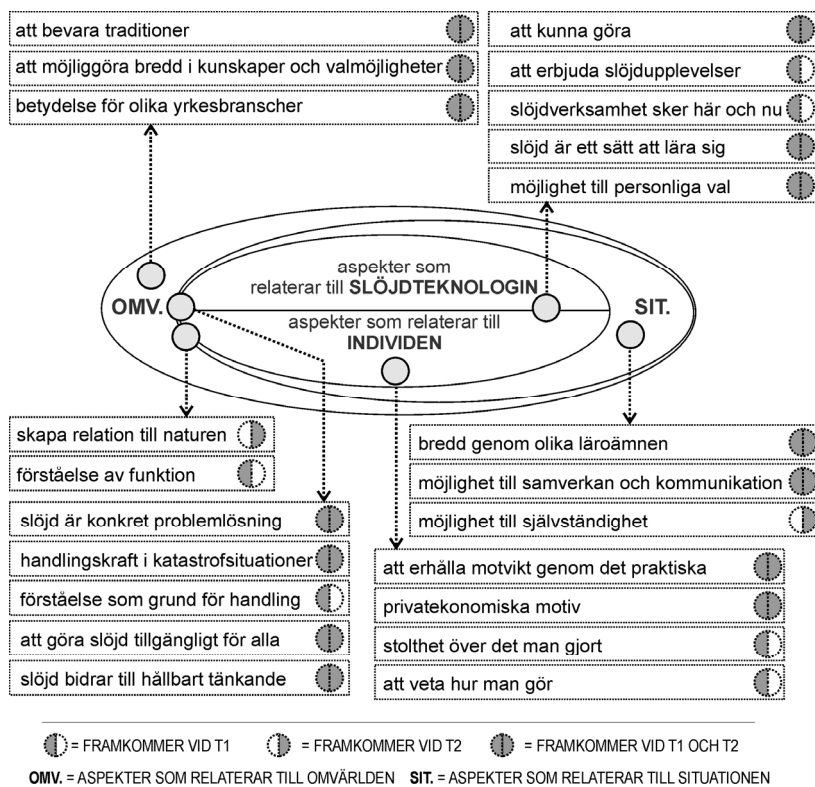 att bevara traditioner
att möjliggöra bredd i kunskaper och valmöjligheter
betydelse för olika yrkesbranscher
att kunna göra
att erbjuda slöjdupplevelser
slöjdverksamhet sker här och nu
slöjd är ett sätt att lära sig
möjlighet till personliga val
aspekter som
relaterar till SLÖJDTEKNOLOGIN
OMV.
SIT.
aspekter som relaterar till
INDIVIDEN
skapa relation till naturen
förståelse av funktion
slöjd är konkret problemlösning
handlingskraft i katastrofsituationer
förståelse som grund för handling
att göra slöjd tillgängligt för alla
slöjd bidrar till hållbart tänkande
bredd genom olika läroämnen
möjlighet till samverkan och kommunikation
möjlighet till självständighet
att erhålla motvikt genom det praktiska
privatekonomiska motiv
stolthet över det man gjort
att veta hur man gör
= FRAMKOMMER VID T1 = FRAMKOMMER VID T2 = FRAMKOMMER VID T1 OCH T2
OMV. = ASPEKTER SOM RELATERAR TILL OMVÄRLDEN SIT. = ASPEKTER SOM RELATERAR TILL SITUATIONEN